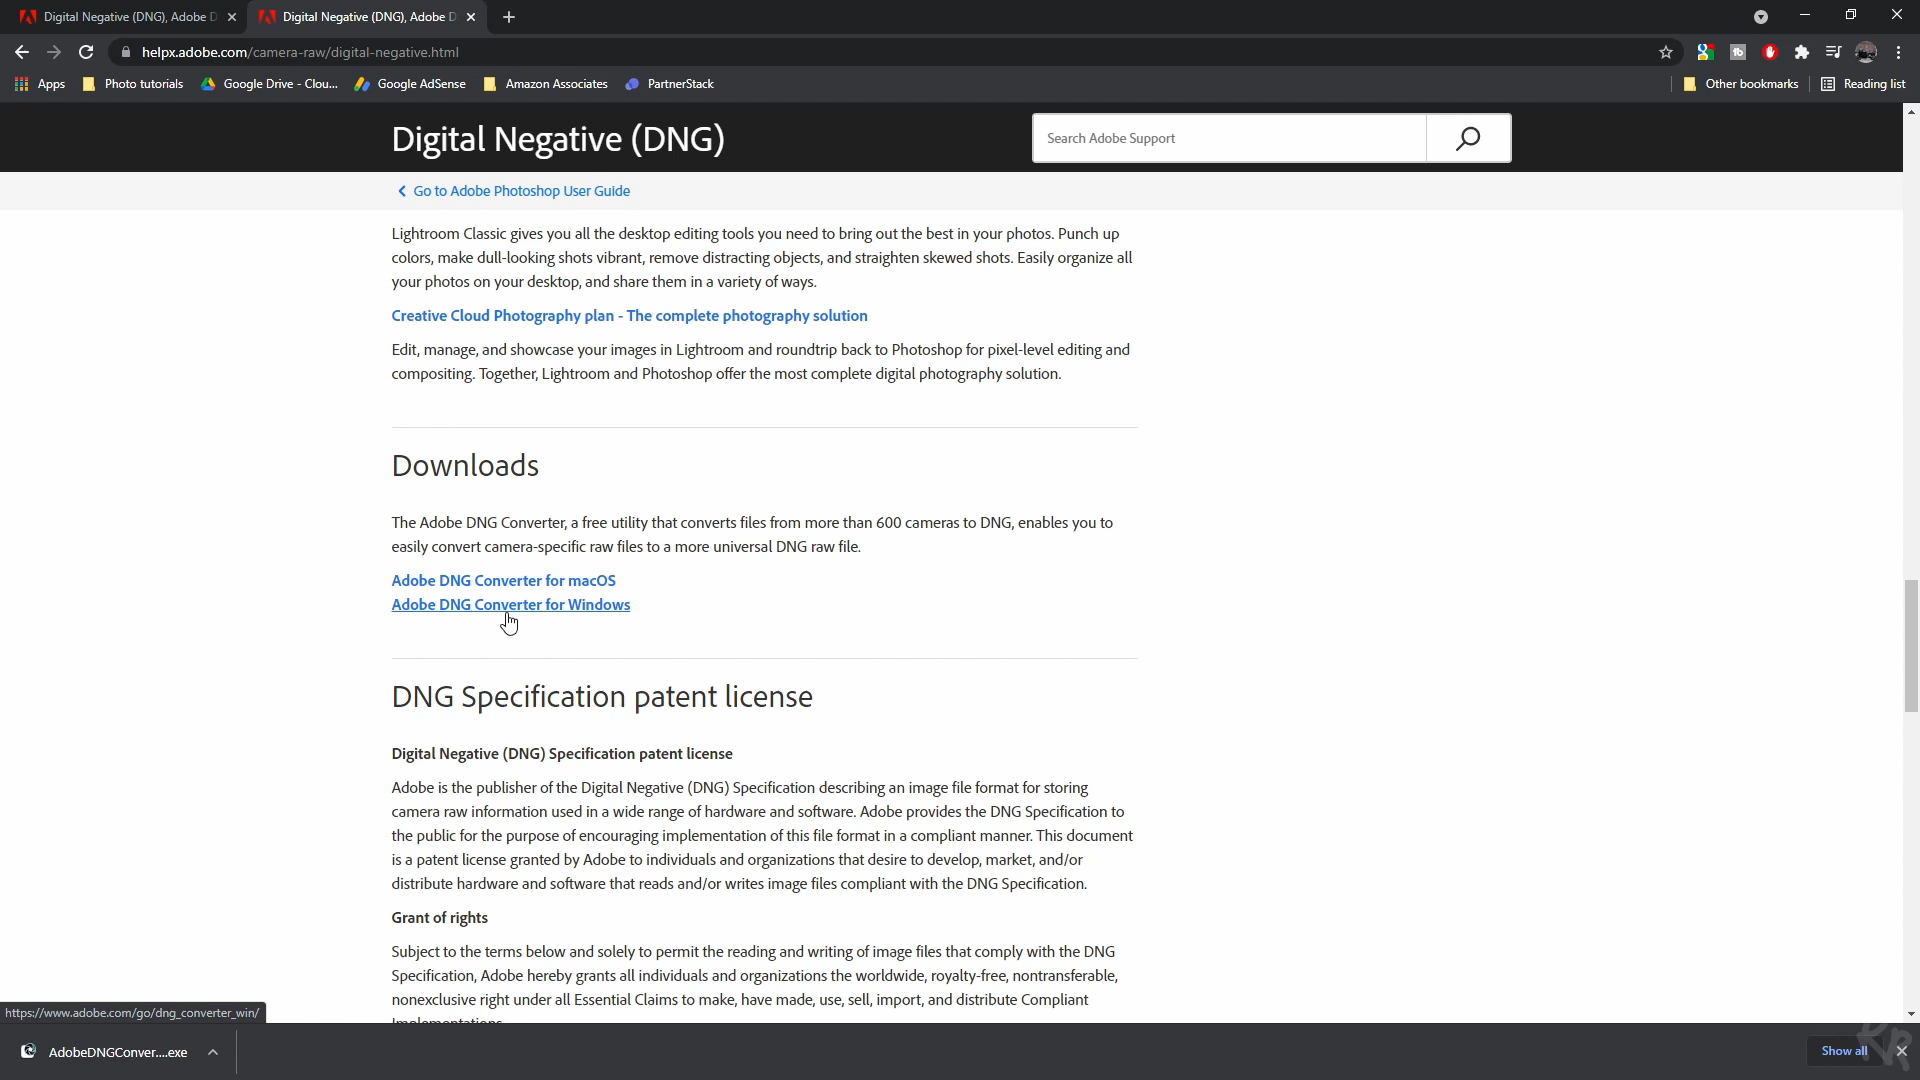 Digital Negative (DNG), Adobe D
Digital Negative (DNG), Adobe D
helpx.adobe.com/camera-raw/digital-negative.html
Apps
Photo tutorials
Google Drive - Clou...
Google AdSense
Amazon Associates
PartnerStack
Other bookmarks
Reading list
Digital Negative (DNG)
Search Adobe Support
Go to Adobe Photoshop User Guide
Lightroom Classic gives you all the desktop editing tools you need to bring out the best in your photos. Punch up
colors, make dull-looking shots vibrant, remove distracting objects, and straighten skewed shots. Easily organize all
your photos on your desktop, and share them in a variety of ways.
Creative Cloud Photography plan - The complete photography solution
Edit, manage, and showcase your images in Lightroom and roundtrip back to Photoshop for pixel-level editing and
compositing. Together, Lightroom and Photoshop offer the most complete digital photography solution.
Downloads
The Adobe DNG Converter, a free utility that converts files from more than 600 cameras to DNG, enables you to
easily convert camera-specific raw files to a more universal DNG raw file.
Adobe DNG Converter for macOS
Adobe DNG Converter for Windows
DNG Specification patent license
Digital Negative (DNG) Specification patent license
Adobe is the publisher of the Digital Negative (DNG) Specification describing an image file format for storing
camera raw information used in a wide range of hardware and software. Adobe provides the DNG Specification to
the public for the purpose of encouraging implementation of this file format in a compliant manner. This document
is a patent license granted by Adobe to individuals and organizations that desire to develop, market, and/or
distribute hardware and software that reads and/or writes image files compliant with the DNG Specification.
Grant of rights
Subject to the terms below and solely to permit the reading and writing of image files that comply with the DNG
Specification, Adobe hereby grants all individuals and organizations the worldwide, royalty-free, nontransferable,
nonexclusive right under all Essential Claims to make, have made, use, sell, import, and distribute Compliant
Implementations.
https://www.adobe.com/go/dng_converter_win/
AdobeDNGConver....exe
Show all